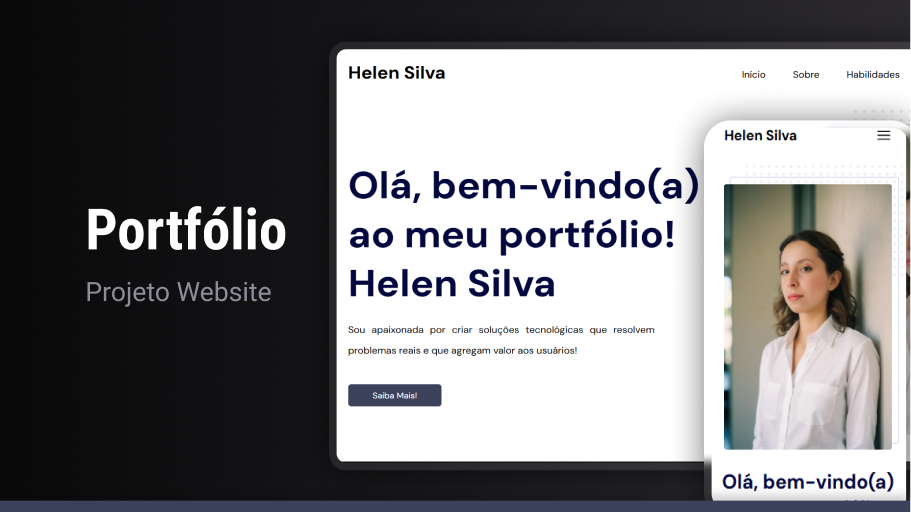 Portfólio
Projeto Website
Helen Silva
Início Sobre Habilidades
Olá, bem-vindo(a)
ao meu portfólio!
Helen Silva
Sou apaixonada por criar soluções tecnológicas que resolvem
problemas reais e que agregam valor aos usuários!
Saiba Mais!
Helen Silva
Olá, bem-vindo(a)